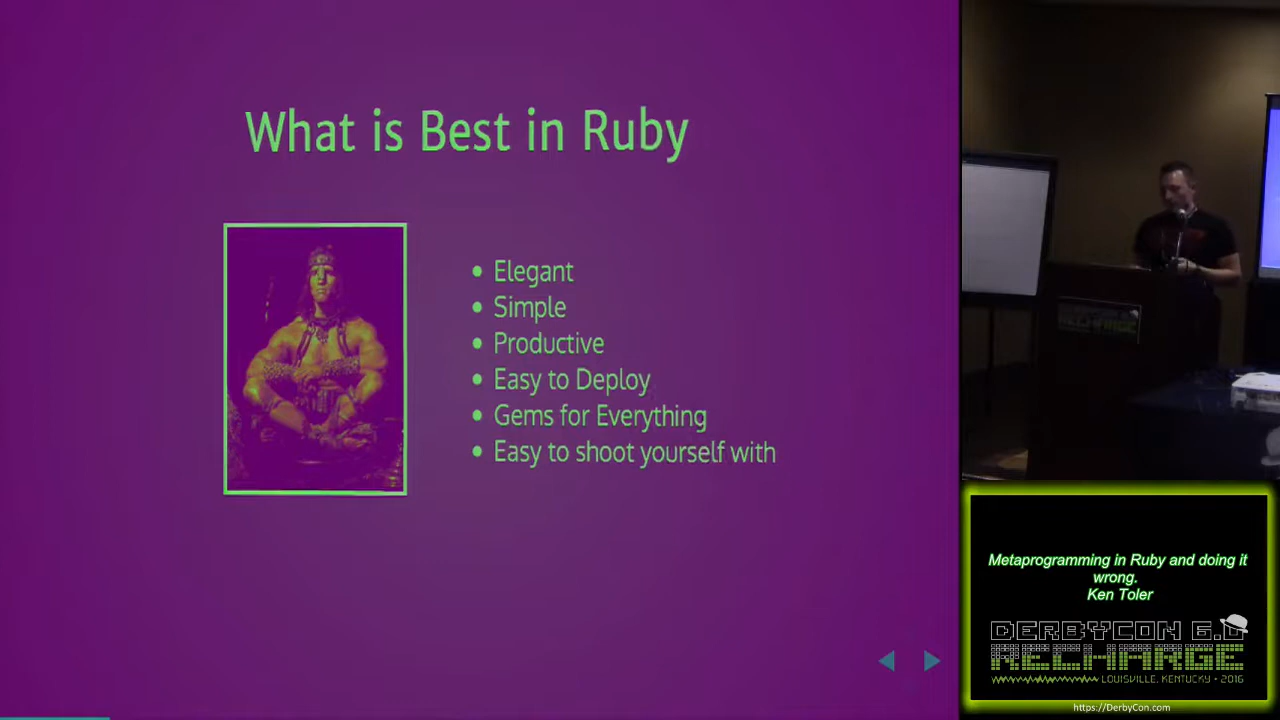 What is Best in Ruby
Elegant
Simple
Productive
Easy to Deploy
Gems for Everything
Easy to shoot yourself with
RECHARGE
Metaprogramming in Ruby and doing it
wrong.
Ken Toler
DERBYCON 6.0
RECHARGE
LOUISVILLE, KENTUCKY • 2016
https://DerbyCon.com